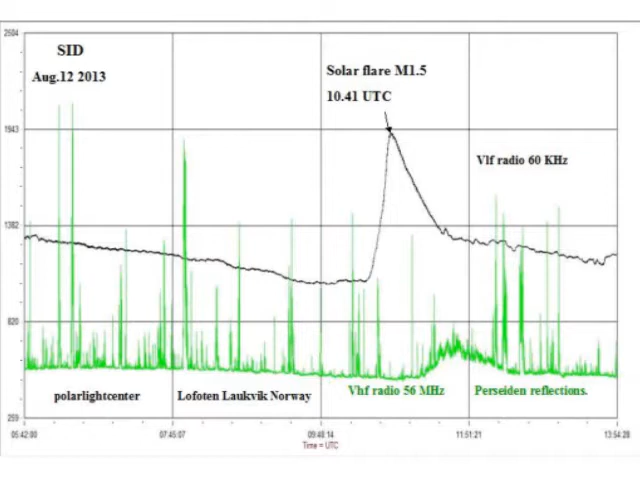 2504
SID
Aug.12 2013
Solar flare M1.5
10.41 UTC
1943
Vlf radio 60 KHz
1382
820
polarlightcenter
Lofoten Laukvik Norway
Vhf radio 56 MHz
Perseiden reflections.
259
05:42:00
07:45:07
09:48:14
11:51:21
13:54:28
Time = UTC